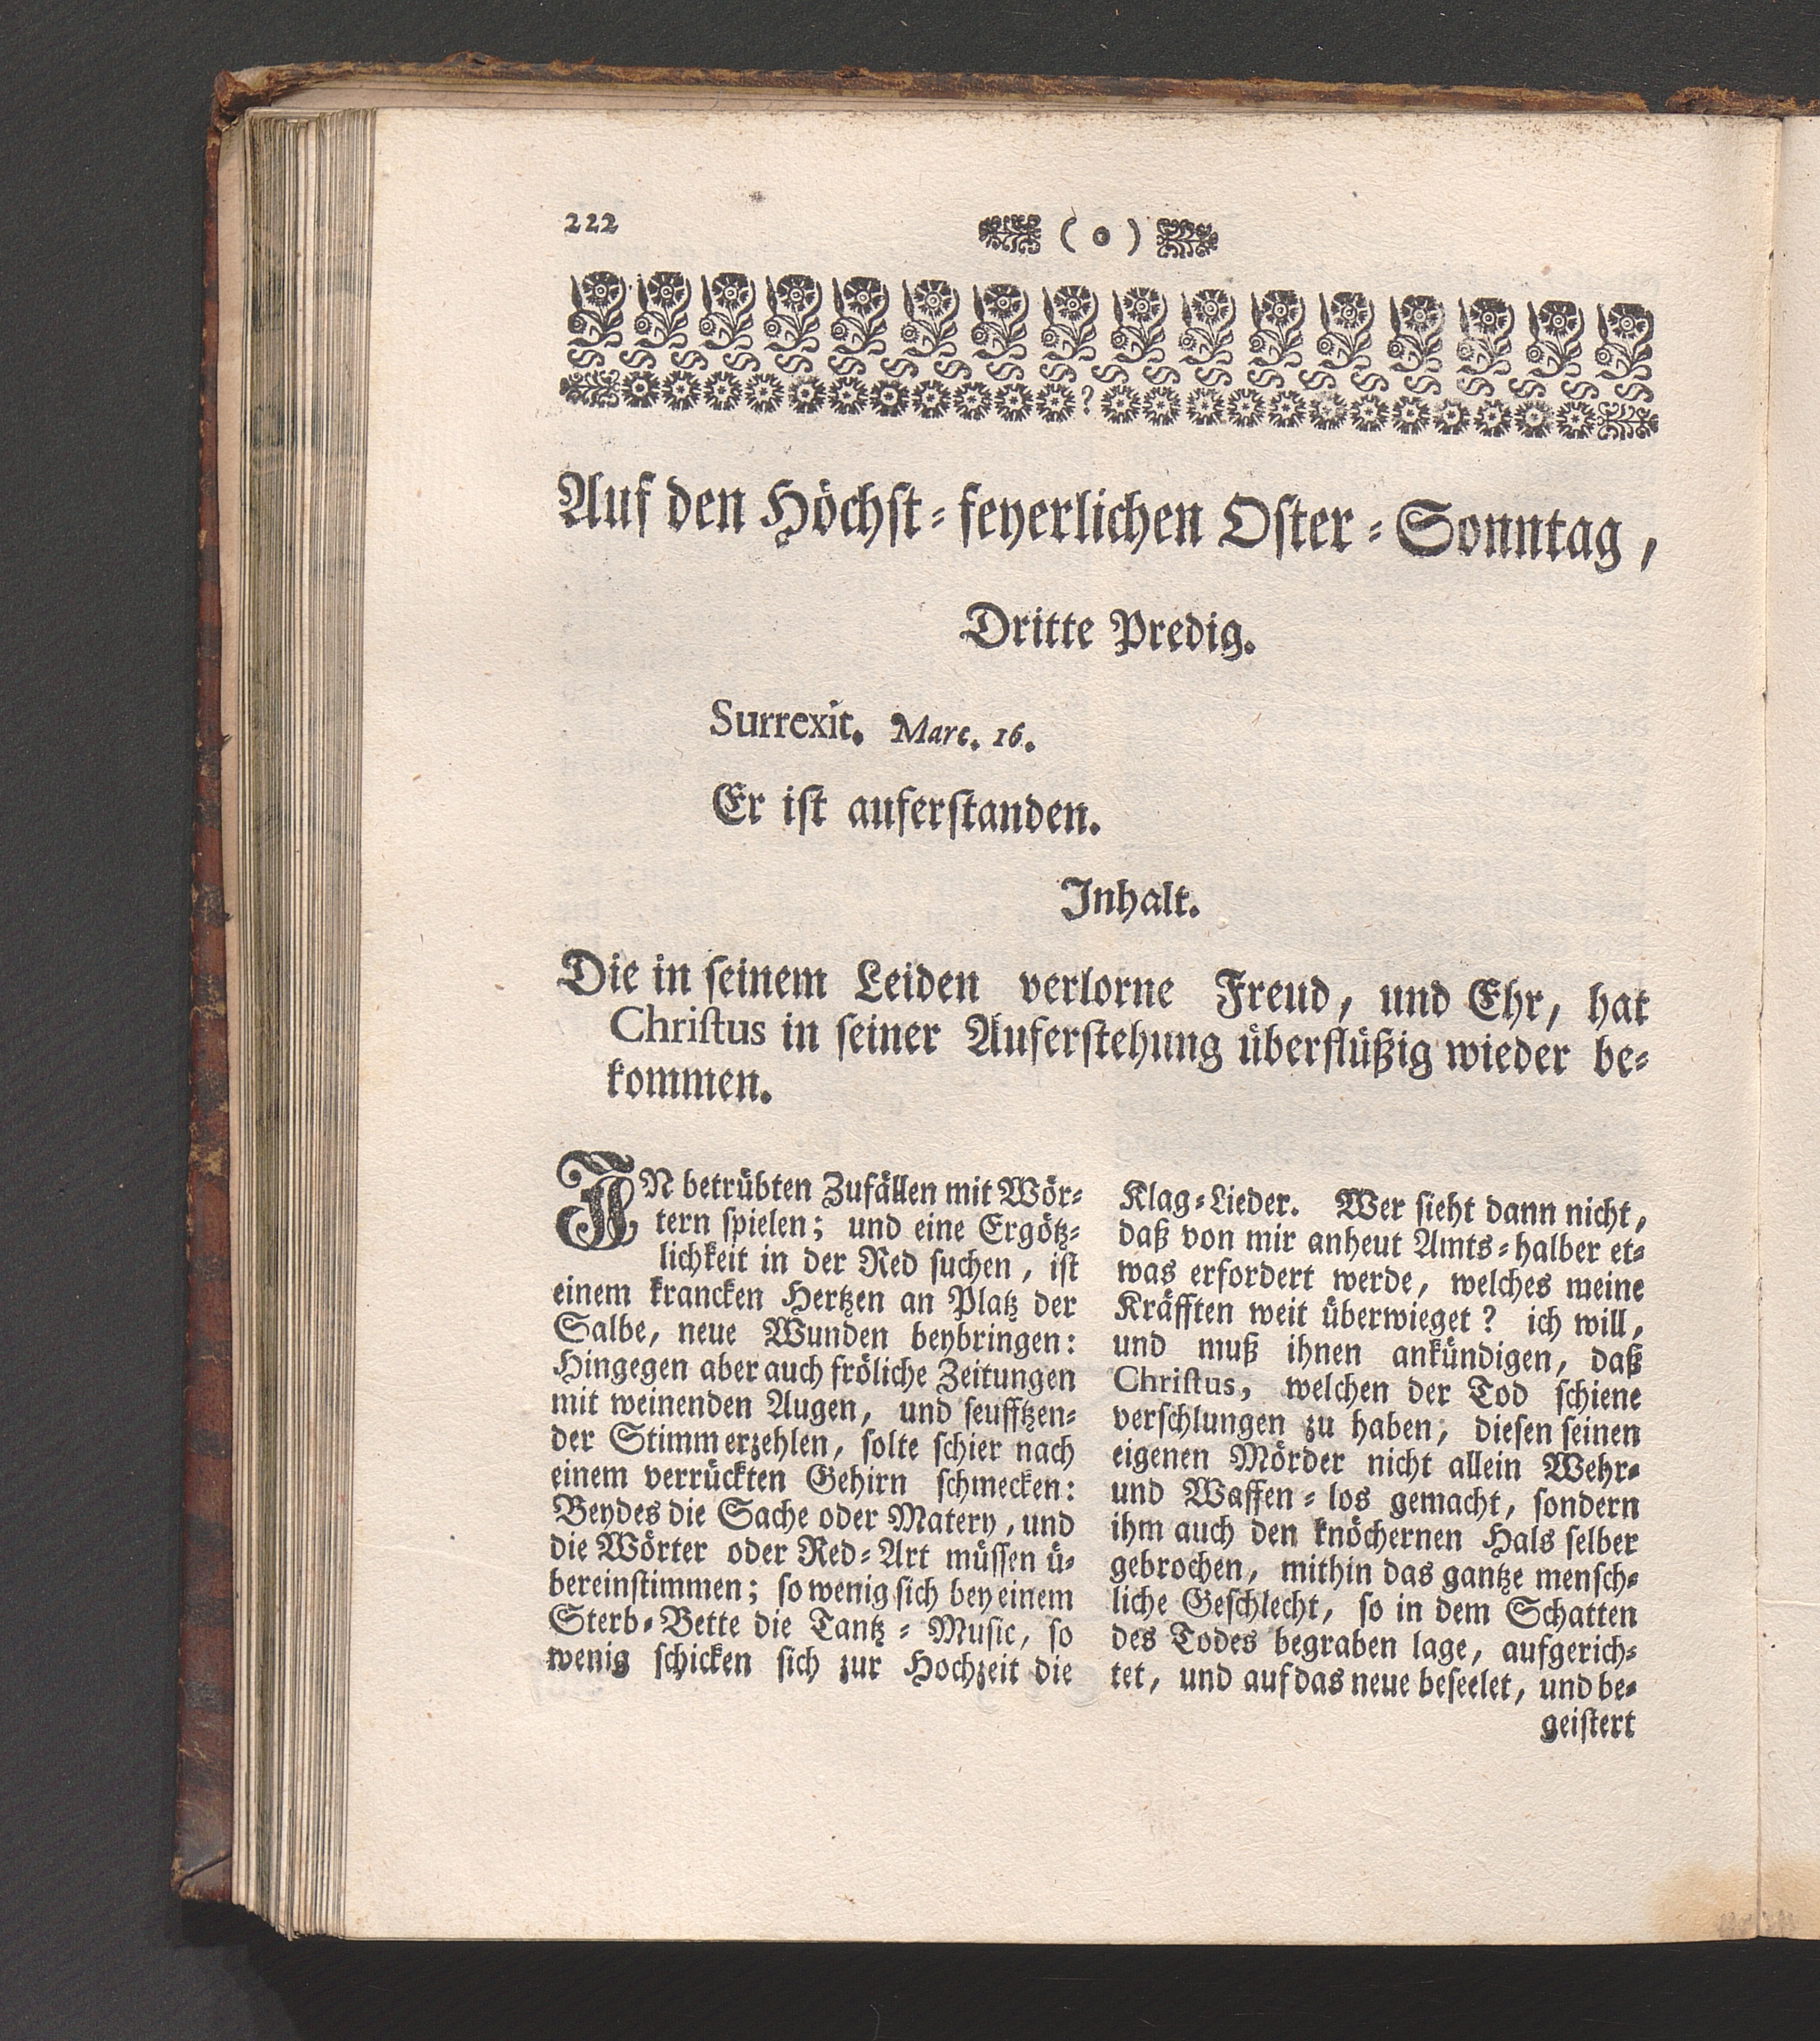 222
( o )
Auf den Höchst-feyerlichen Oster-Sonntag,
Dritte Predig.
Surrexit. Marc. 16.
Er ist auferstanden.
Inhalt.
Die in seinem Leiden verlorne Freud, und Ehr, hat
Christus in seiner Auferstehung überflüßig wieder be-
kommen.
IN betrübten Zufällen mit Wör-
tern spielen; und eine Ergötz-
lichkeit in der Red suchen, ist
einem krancken Hertzen an Platz der
Salbe, neue Wunden beybringen:
Hingegen aber auch fröliche Zeitungen
mit weinenden Augen, und seufftzen-
der Stimm erzehlen, solte schier nach
einem verrückten Gehirn schmecken:
Beydes die Sache oder Matery, und
die Wörter oder Red-Art müssen ü-
bereinstimmen; so wenig sich bey einem
Sterb-Bette die Tantz-Music, so
wenig schicken sich zur Hochzeit die
Klag-Lieder. Wer sieht dann nicht,
daß von mir anheut Amts-halber et-
was erfordert werde, welches meine
Kräfften weit überwieget? ich will,
und muß ihnen ankündigen, daß
Christus, welchen der Tod schiene
verschlungen zu haben; diesen seinen
eigenen Mörder nicht allein Wehr-
und Waffen-los gemacht, sondern
ihm auch den knöchernen Hals selber
gebrochen, mithin das gantze mensch-
liche Geschlecht, so in dem Schatten
des Todes begraben lage, aufgerich-
tet, und auf das neue beseelet, und be-
geistert